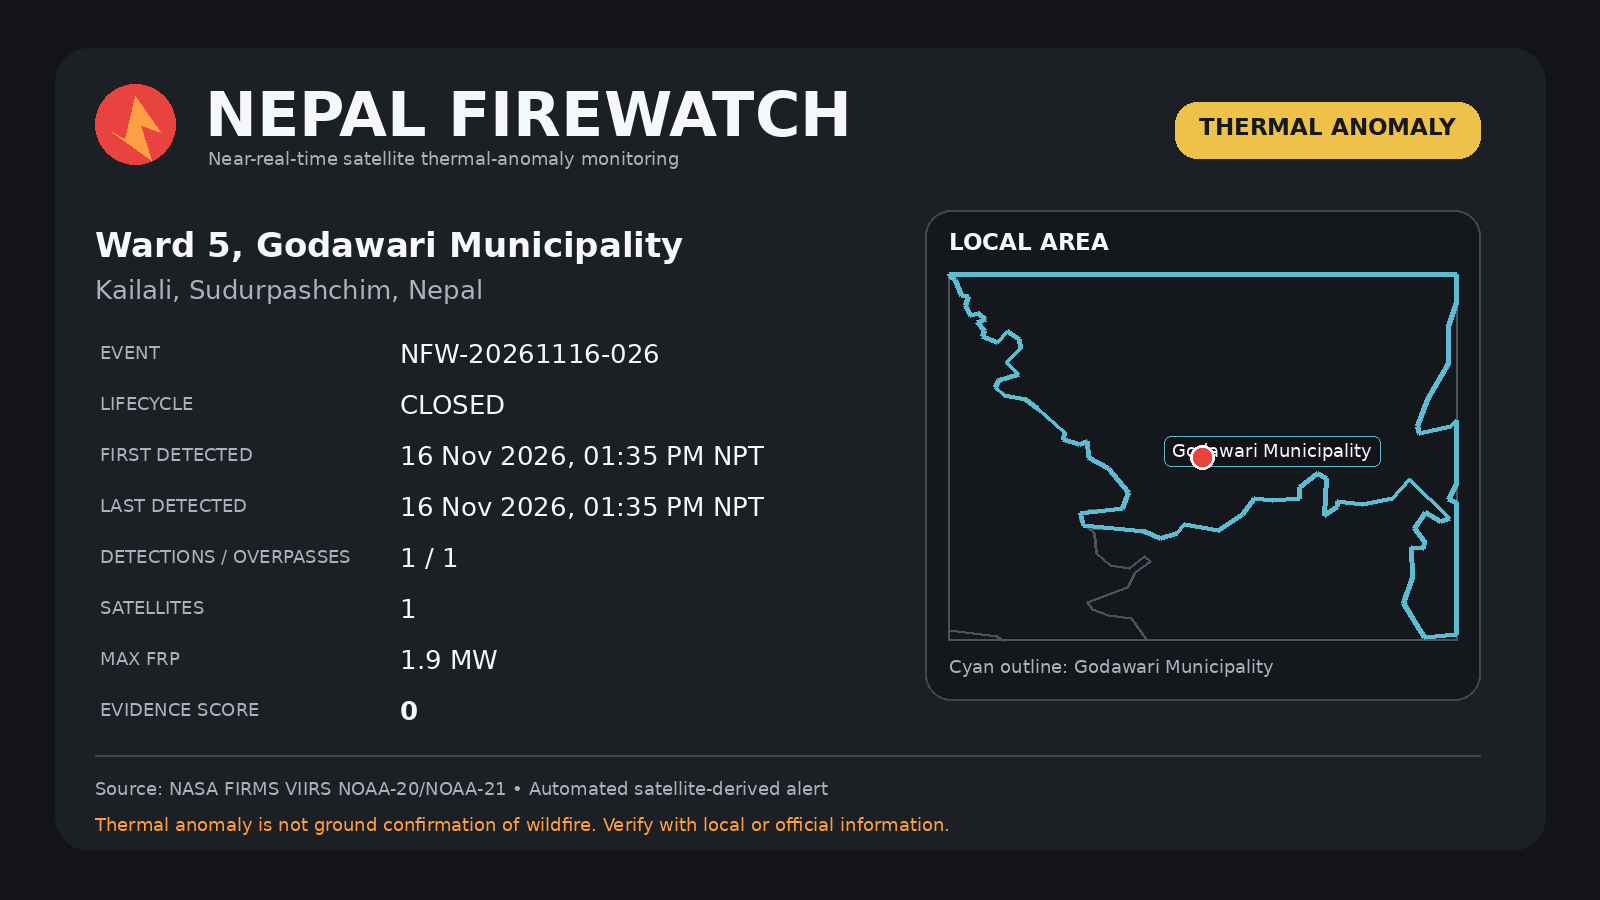 NEPAL FIREWATCH
Near-real-time satellite thermal-anomaly monitoring
THERMAL ANOMALY
Ward 5, Godawari Municipality
Kailali, Sudurpashchim, Nepal
EVENT NFW-20261116-026
LIFECYCLE CLOSED
FIRST DETECTED 16 Nov 2026, 01:35 PM NPT
LAST DETECTED 16 Nov 2026, 01:35 PM NPT
DETECTIONS / OVERPASSES 1 / 1
SATELLITES 1
MAX FRP 1.9 MW
EVIDENCE SCORE 0
LOCAL AREA
Godawari Municipality
Cyan outline: Godawari Municipality
Source: NASA FIRMS VIIRS NOAA-20/NOAA-21 • Automated satellite-derived alert
Thermal anomaly is not ground confirmation of wildfire. Verify with local or official information.